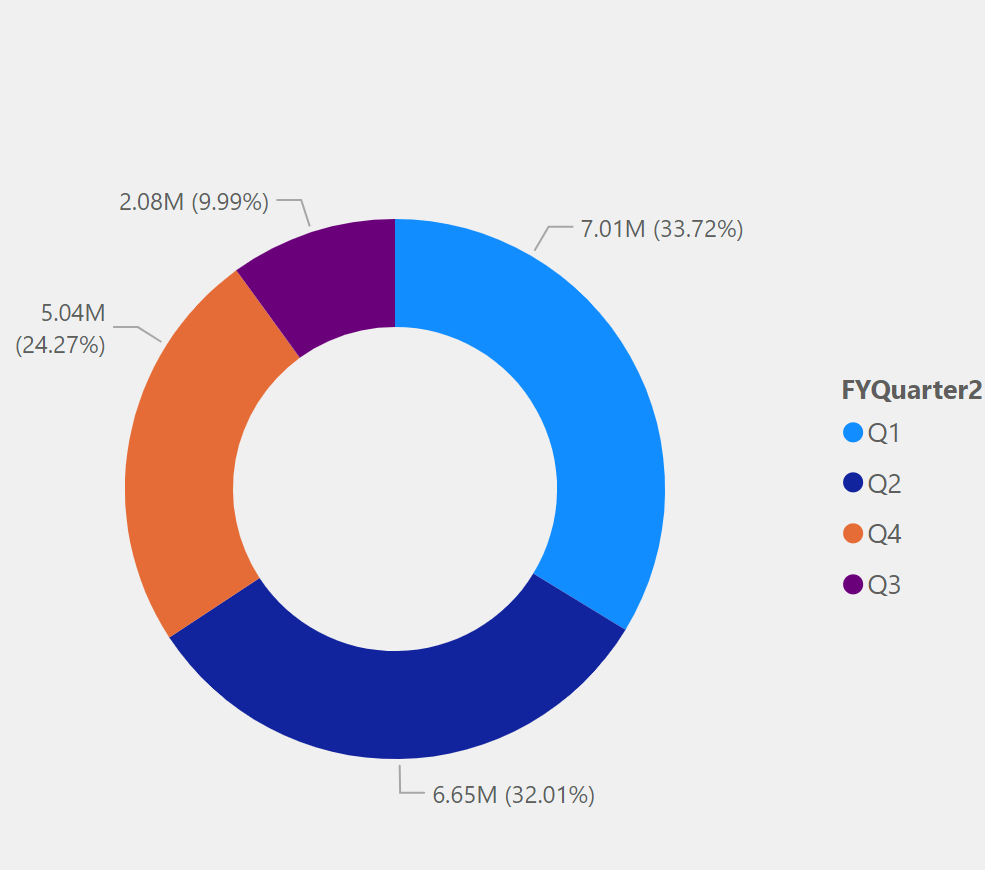 2.08M (9.99%)
7.01M (33.72%)
5.04M
(24.27%)
6.65M (32.01%)
FYQuarter2
Q1
Q2
Q4
Q3